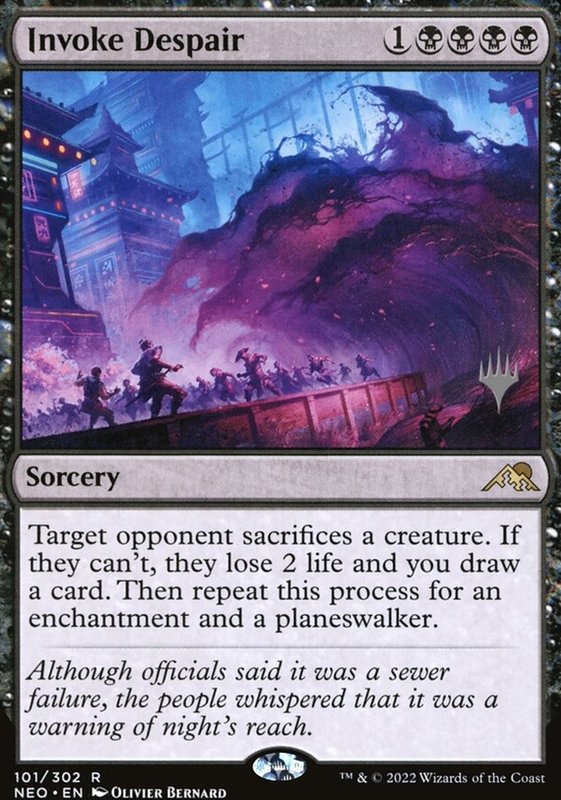 Invoke Despair 1
Sorcery
Target opponent sacrifices a creature. If
they can't, they lose 2 life and you draw
a card. Then repeat this process for an
enchantment and a planeswalker.
Although officials said it was a sewer
failure, the people whispered that it was a
warning of night's reach.
101/302 R
NEO • EN Olivier Bernard
™ & © 2022 Wizards of the Coast